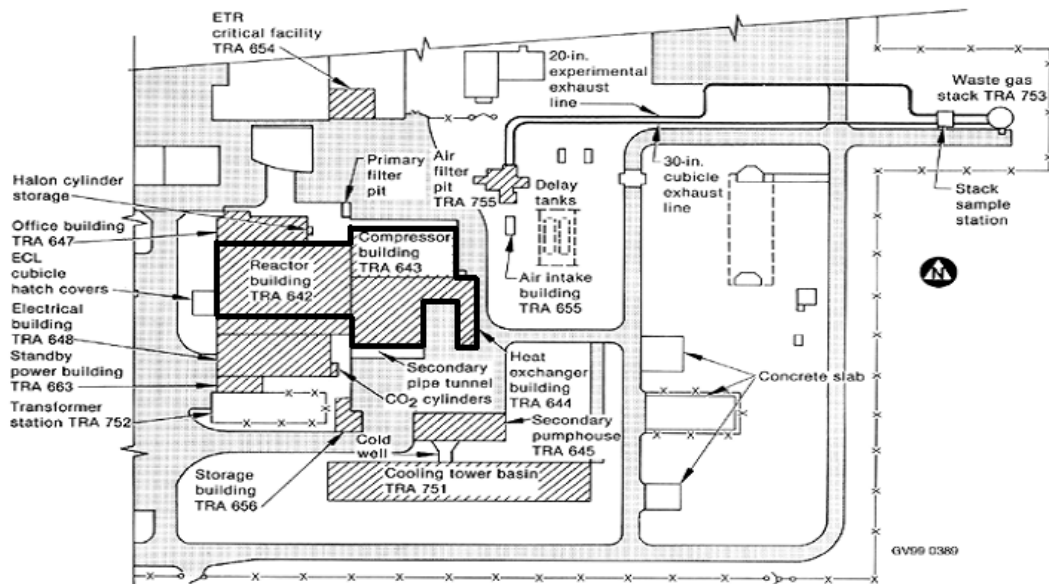 ETR
critical facility
TRA 654
20-in.
experimental
exhaust
line
Waste gas
stack TRA 753
Halon cylinder
storage
Primary
filter
pit
Air
filter
pit
TRA 755
Delay
tanks
30-in.
cubicle
exhaust
line
Stack
sample
station
Office building
TRA 647
ECL
cubicle
hatch covers
Electrical
building
TRA 648
Standby
power building
TRA 663
Transformer
station TRA 752
Reactor
building
TRA 642
Compressor
building
TRA 643
Air intake
building
TRA 655
N
Secondary
pipe tunnel
CO2 cylinders
Heat
exchanger
building
TRA 644
Secondary
pumphouse
TRA 645
Concrete slab
Storage
building
TRA 656
Cold
well
Cooling tower basin
TRA 751
GV99 0389